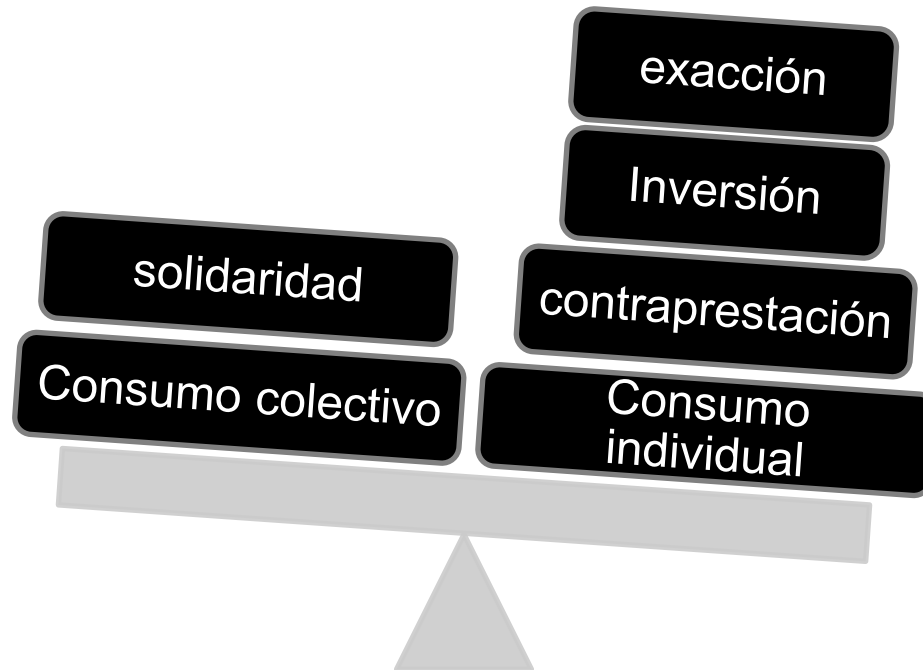 exacción
Inversión
solidaridad
contraprestación
Consumo colectivo
Consumo
individual